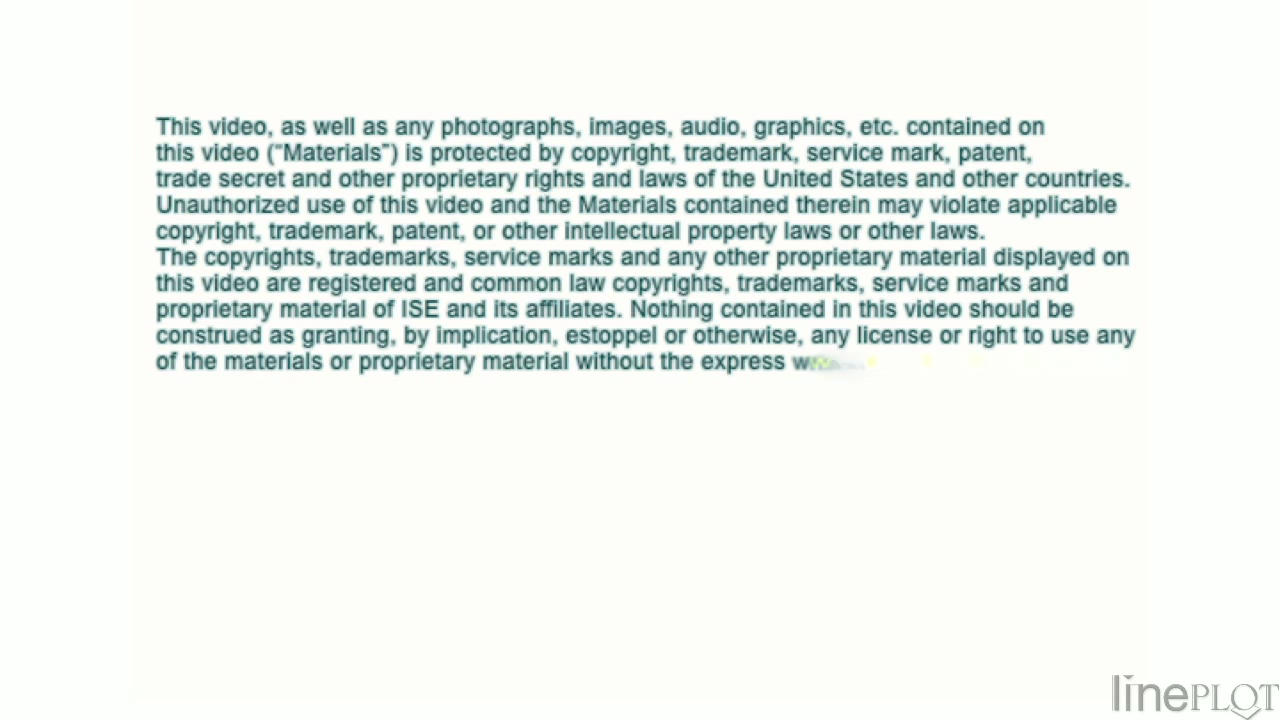 This video, as well as any photographs, images, audio, graphics, etc. contained on
this video (“Materials”) is protected by copyright, trademark, service mark, patent,
trade secret and other proprietary rights and laws of the United States and other countries.
Unauthorized use of this video and the Materials contained therein may violate applicable
copyright, trademark, patent, or other intellectual property laws or other laws.
The copyrights, trademarks, service marks and any other proprietary material displayed on
this video are registered and common law copyrights, trademarks, service marks and
proprietary material of ISE and its affiliates. Nothing contained in this video should be
construed as granting, by implication, estoppel or otherwise, any license or right to use any
of the materials or proprietary material without the express
linePLOT